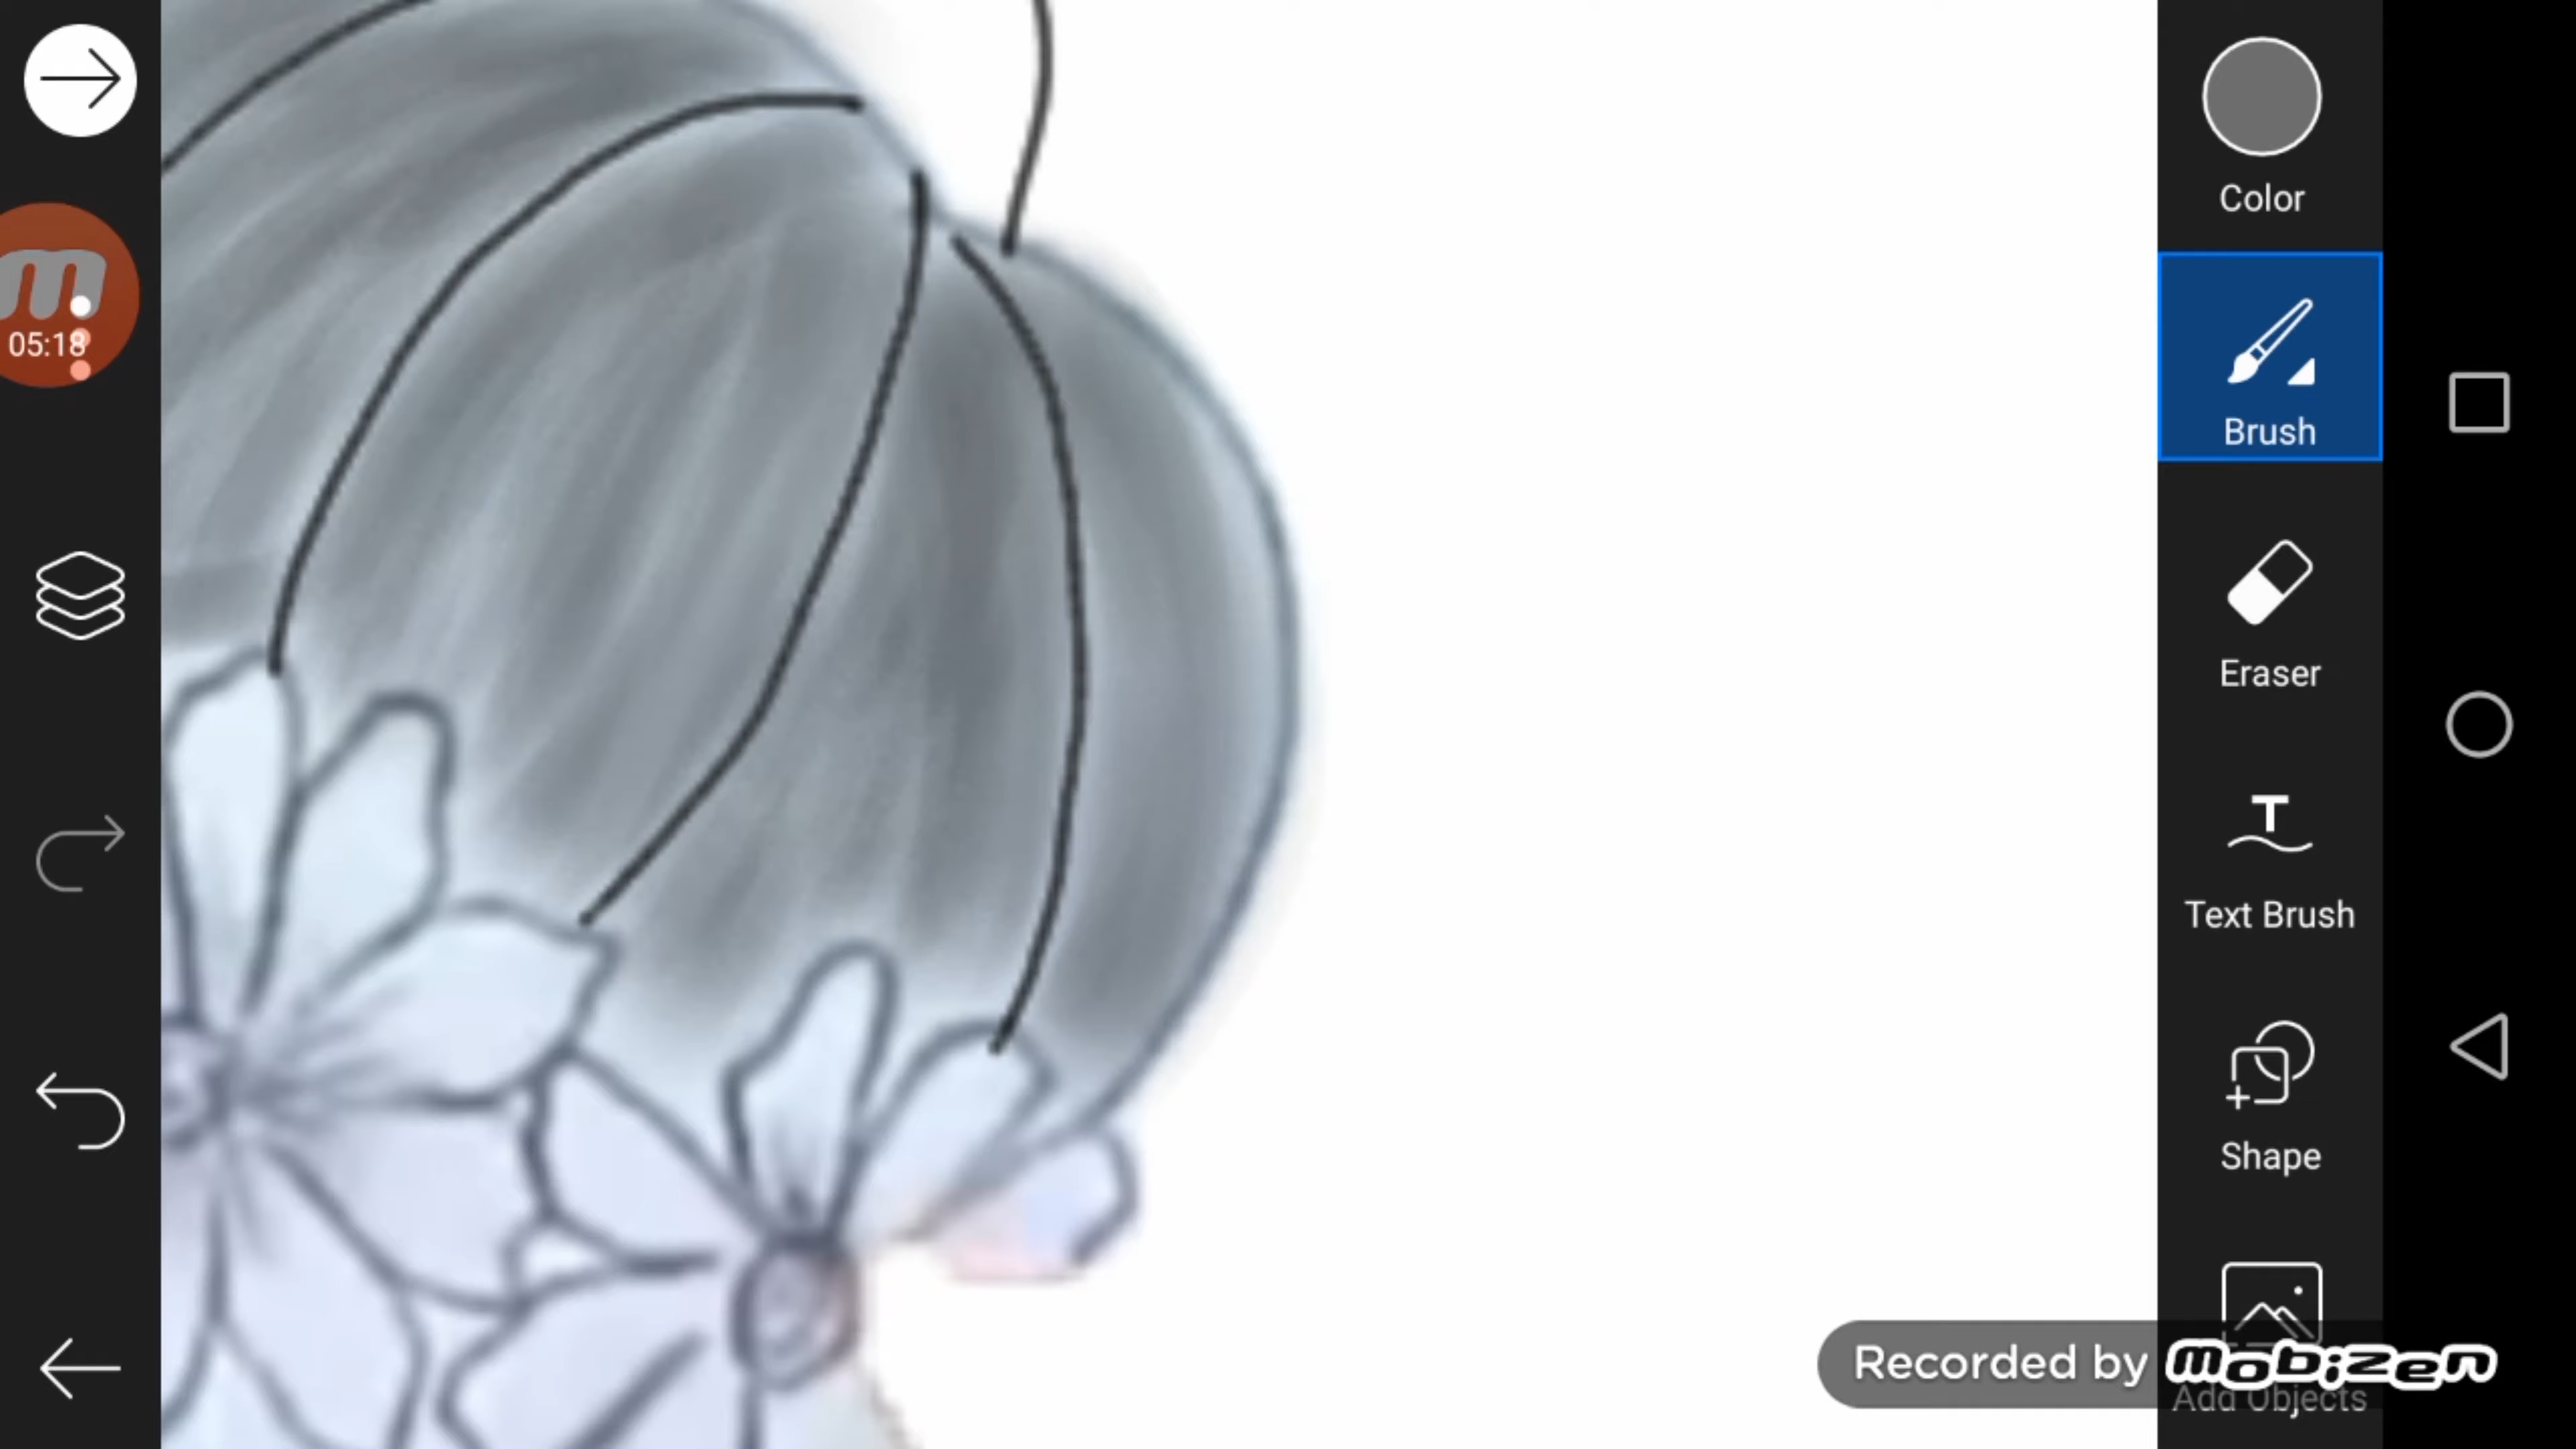 Color
m
05:18
Brush
Eraser
T
Text Brush
Shape
Recorded by mobizen
Add Objects